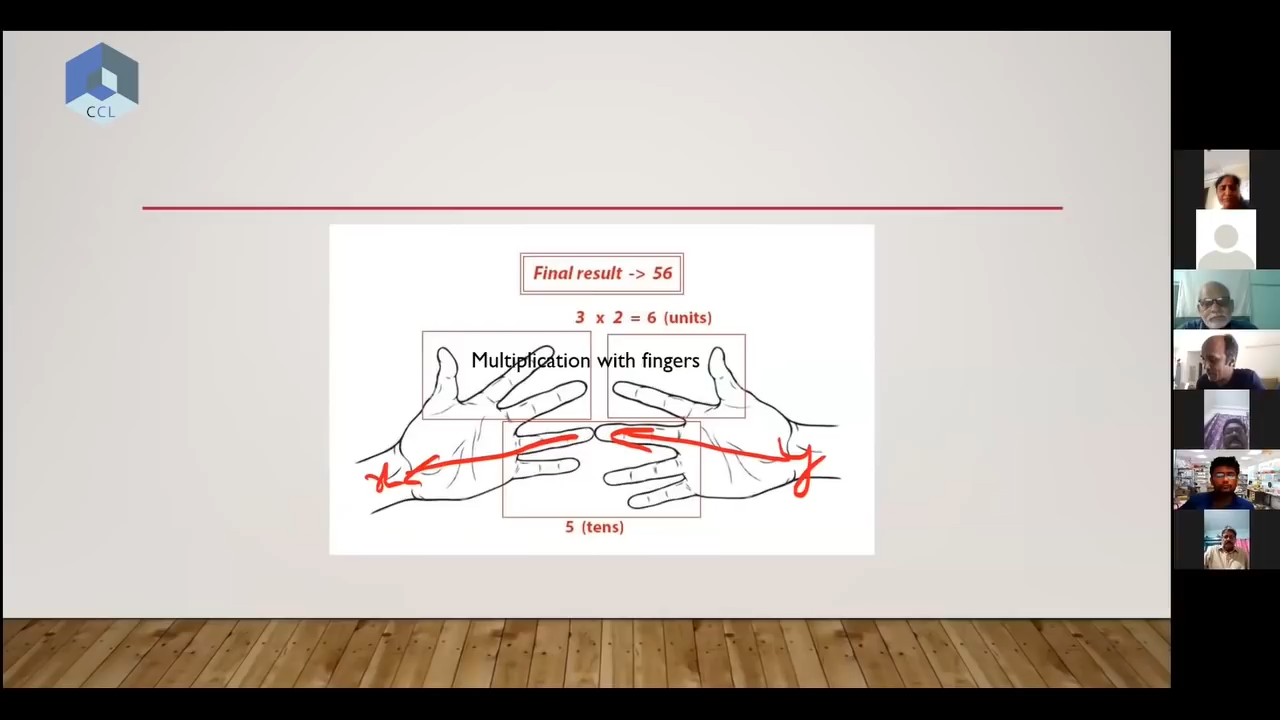 CCL
Final result -> 56
3 x 2 = 6 (units)
Multiplication with fingers
x
y
5 (tens)